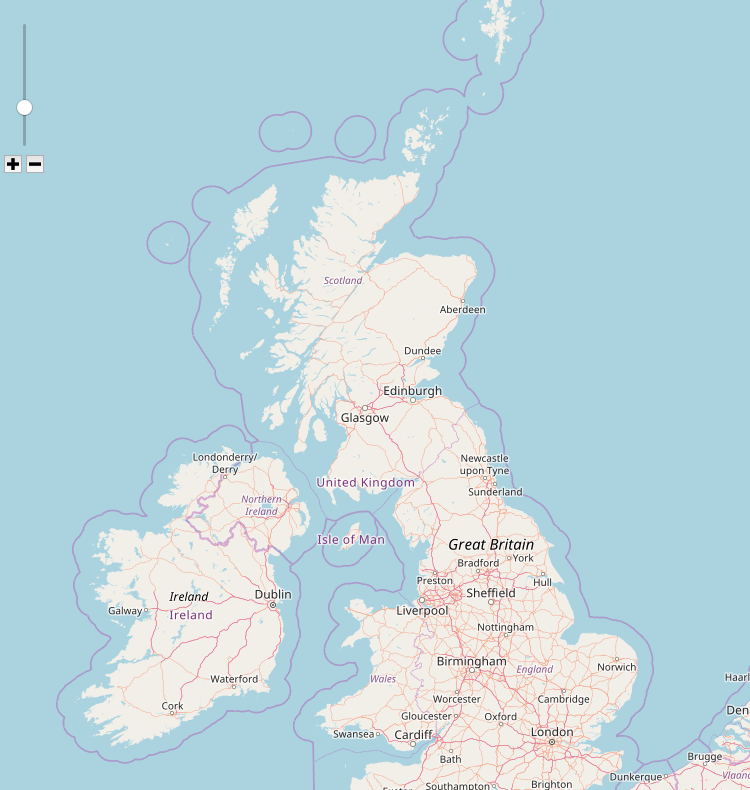 Scotland
Aberdeen
Dundee
Edinburgh
Glasgow
Londonderry/
Derry
Newcastle
upon Tyne
United Kingdom
Sunderland
Northern
Ireland
Isle of Man
Great Britain
York
Bradford
Preston
Hull
Dublin
Ireland
Sheffield
Galway
Ireland
Liverpool
Nottingham
Birmingham
England
Norwich
Wales
Waterford
Worcester
Cambridge
Cork
Gloucester
Oxford
Swansea
Cardiff
London
Bath
Brugge
Dunkerque
Vlaan
Southampton
Brighton
Haarl
Den